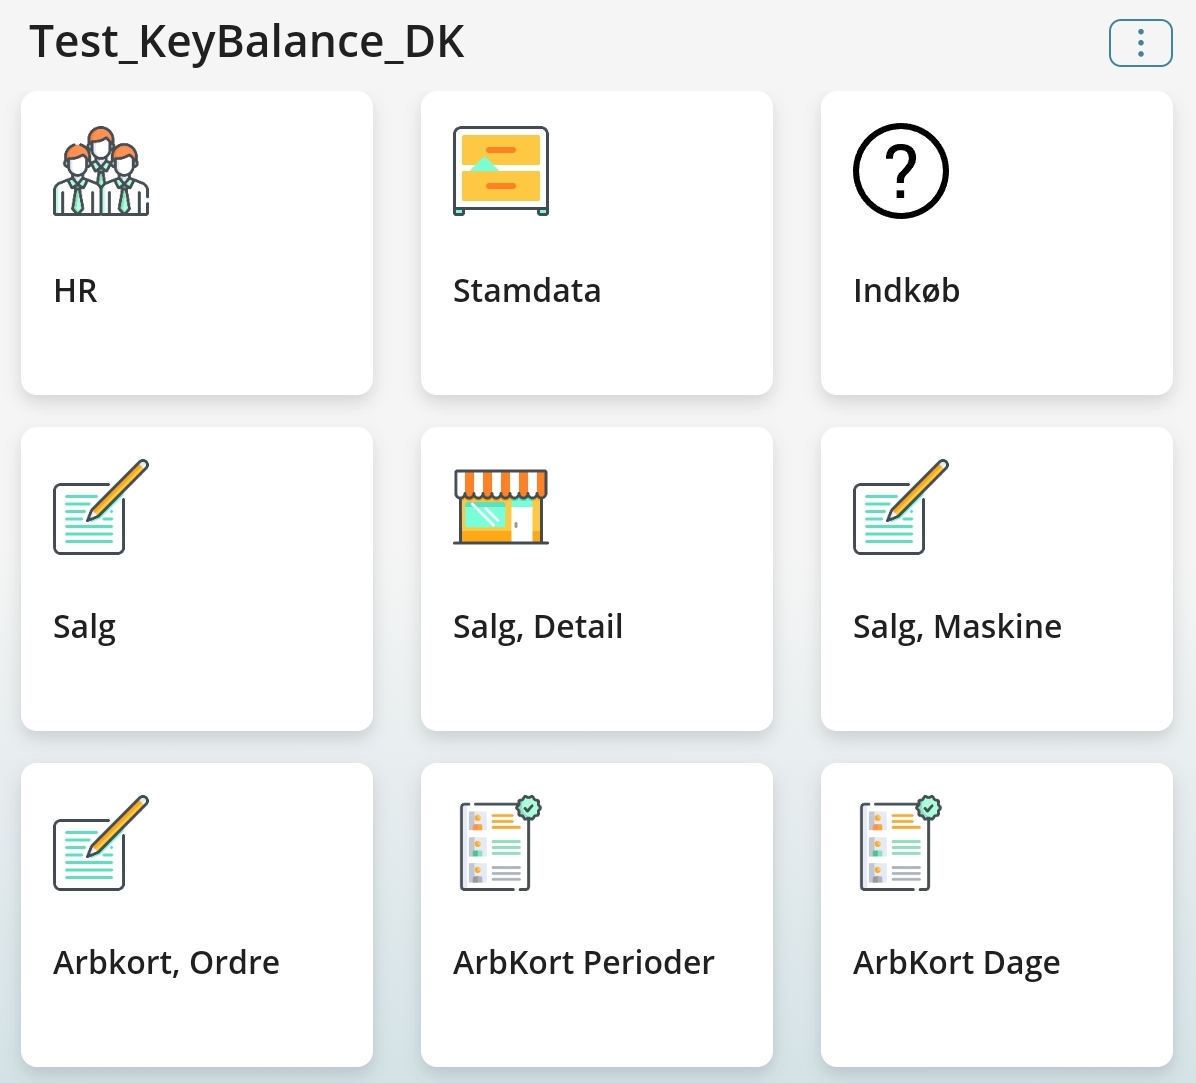 Test_KeyBalance_DK
HR
Stamdata
Indkøb
Salg
Salg, Detail
Salg, Maskine
Arbkort, Ordre
ArbKort Perioder
ArbKort Dage